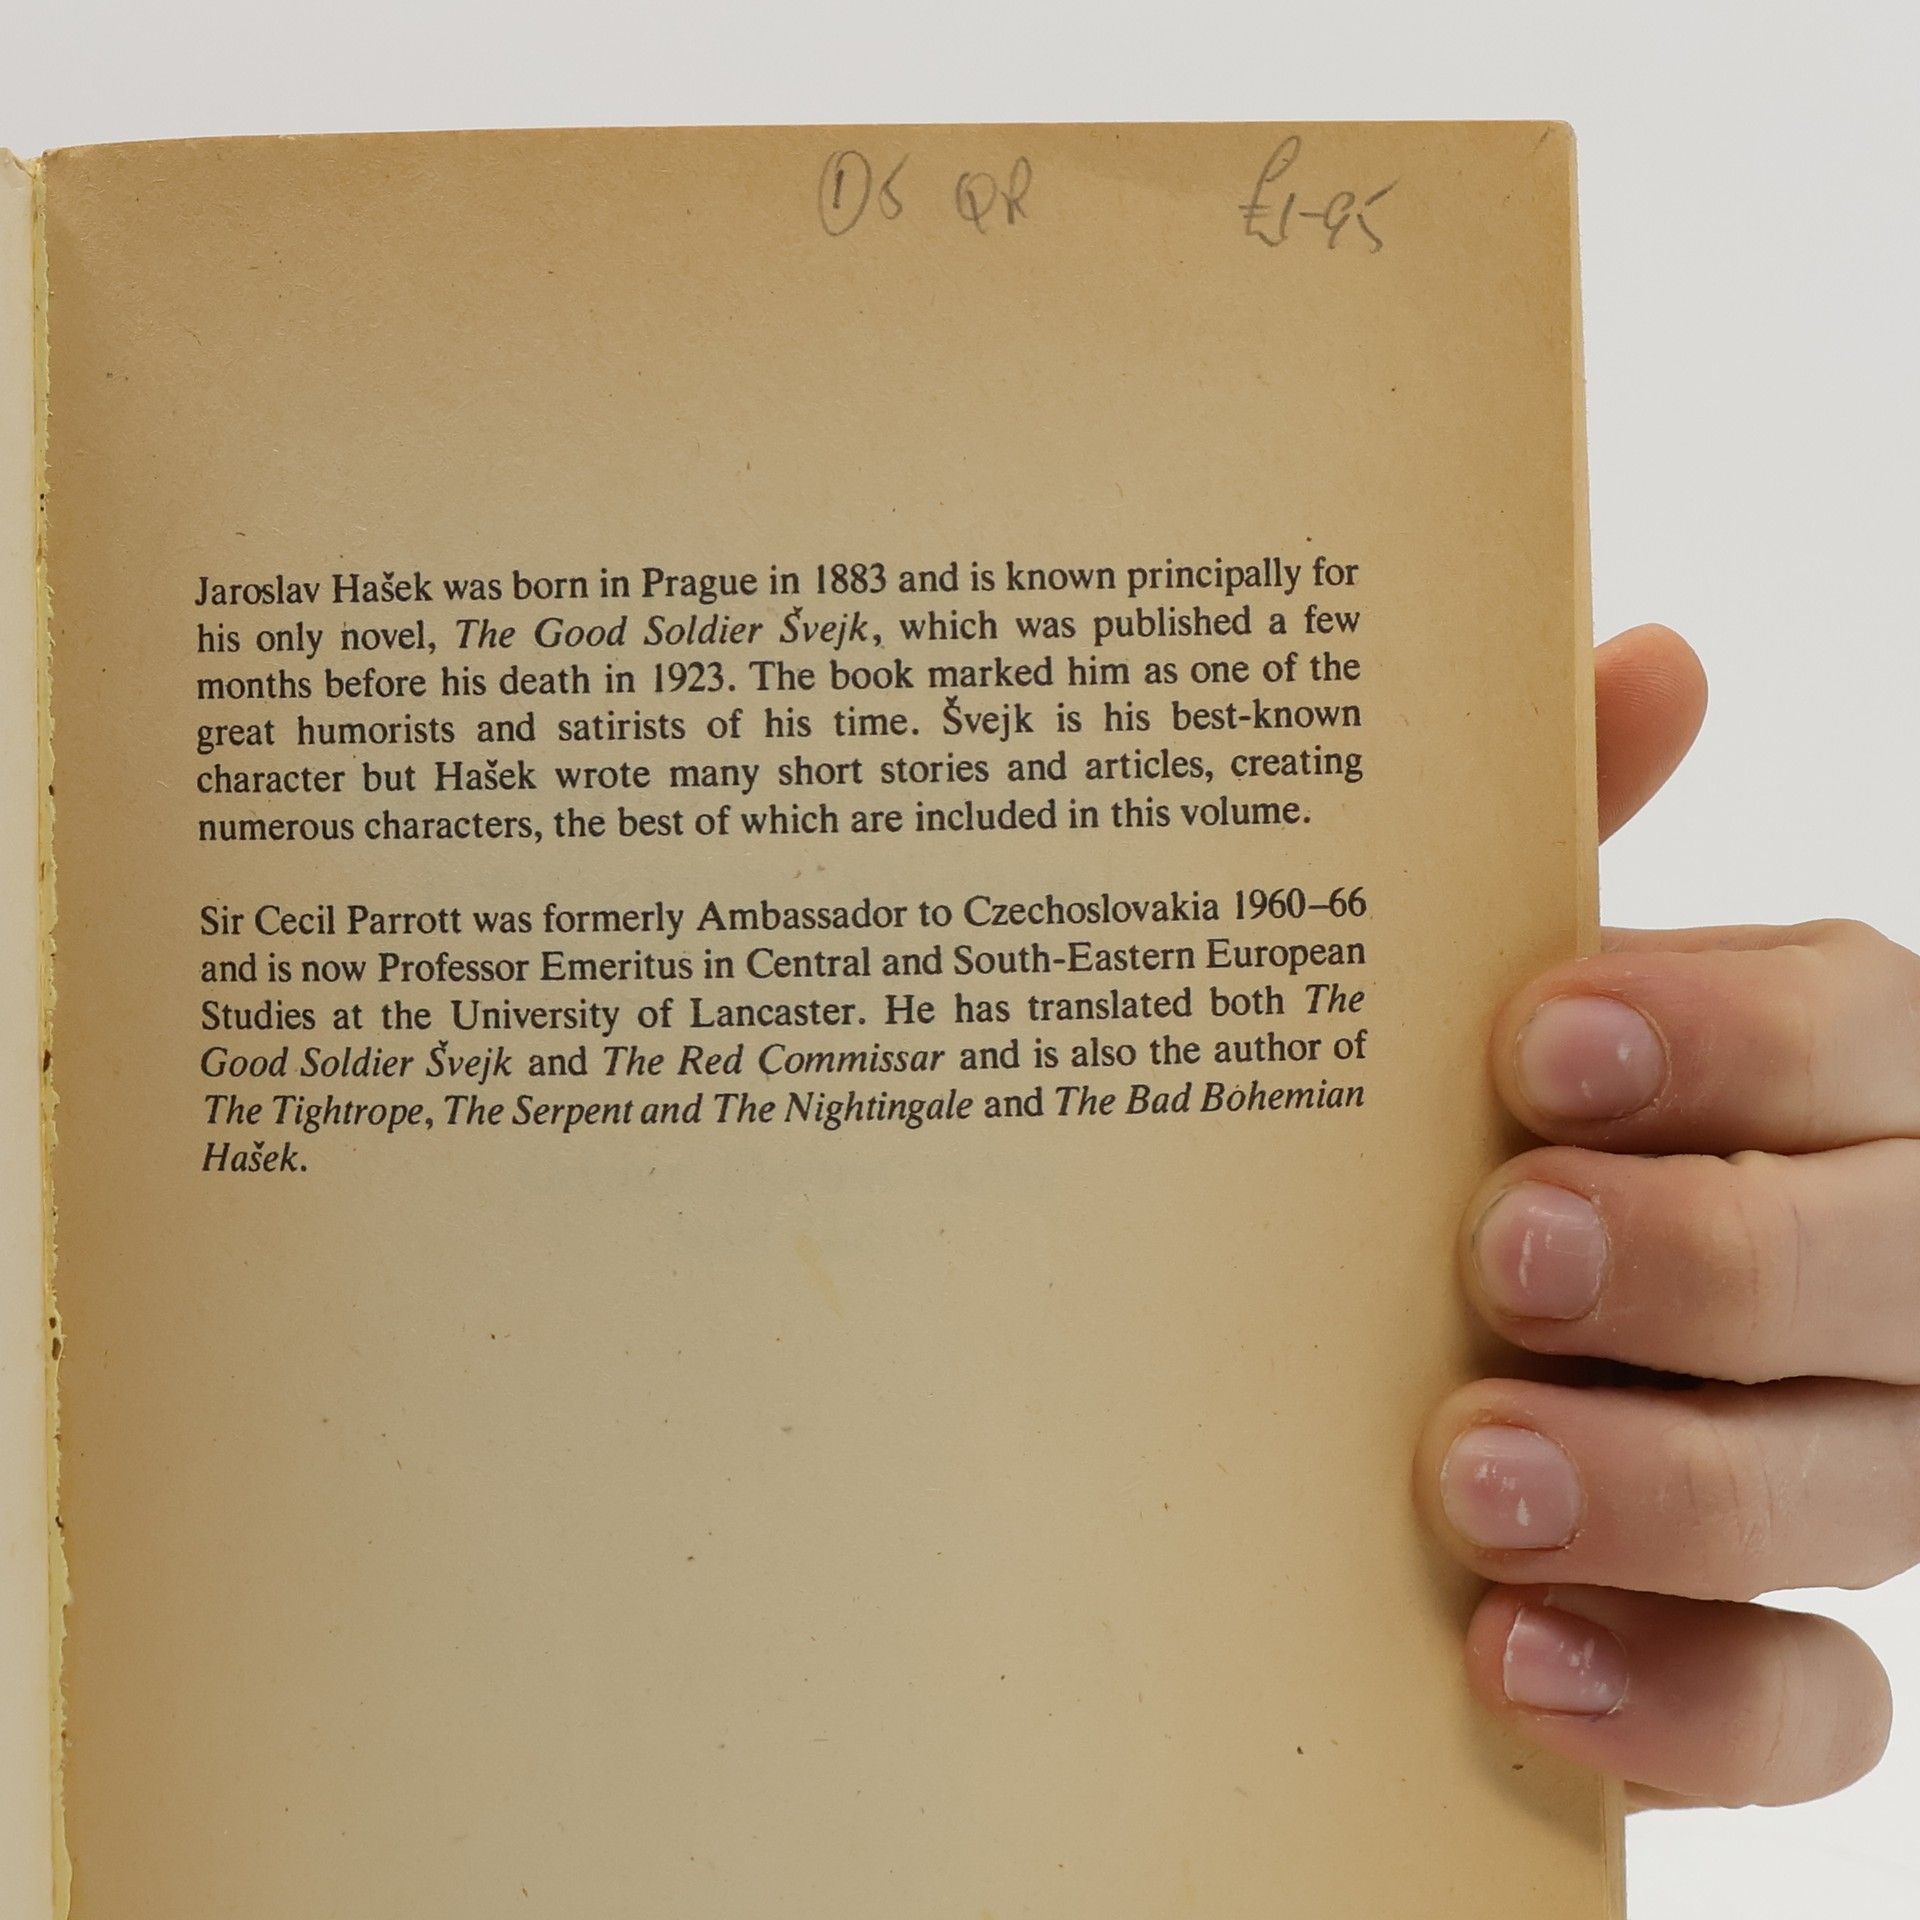 £1-95
Jaroslav Hašek was born in Prague in 1883 and is known principally for
his only novel, The Good Soldier Švejk, which was published a few
months before his death in 1923. The book marked him as one of the
great humorists and satirists of his time. Švejk is his best-known
character but Hašek wrote many short stories and articles, creating
numerous characters, the best of which are included in this volume.
Sir Cecil Parrott was formerly Ambassador to Czechoslovakia 1960–66
and is now Professor Emeritus in Central and South-Eastern European
Studies at the University of Lancaster. He has translated both The
Good Soldier Švejk and The Red Commissar and is also the author of
The Tightrope, The Serpent and The Nightingale and The Bad Bohemian
Hašek.